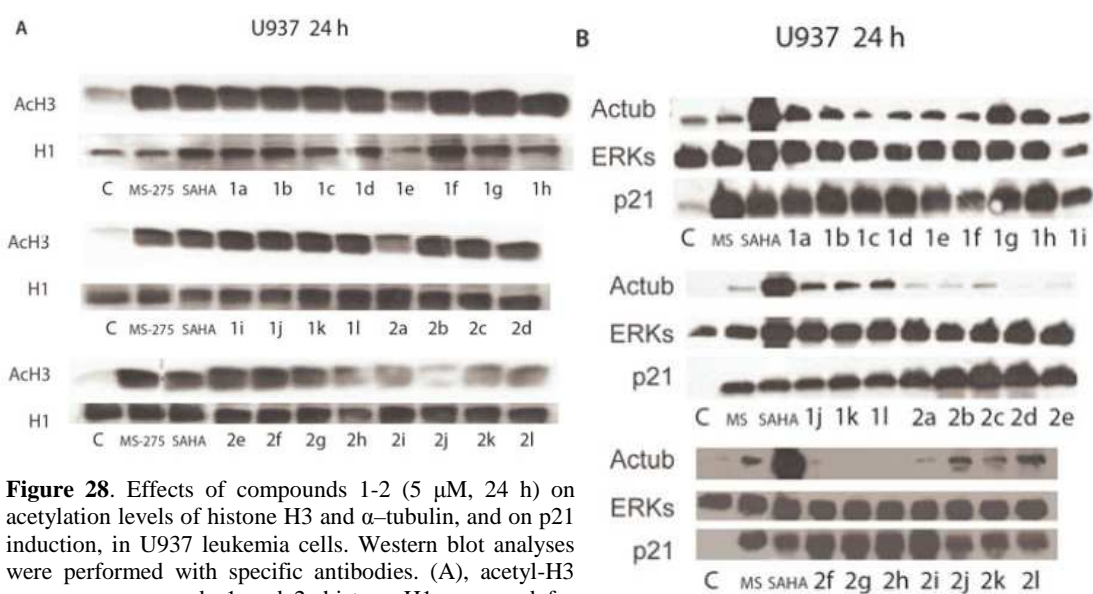 A
U937 24 h
AcH3
H1
C MS-275 SAHA 1a 1b 1c 1d 1e 1f 1g 1h
AcH3
H1
C MS-275 SAHA 1i 1j 1k 1l 2a 2b 2c 2d
AcH3
H1
C MS-275 SAHA 2e 2f 2g 2h 2i 2j 2k 2l
B
U937 24 h
Actub
ERKs
p21
C MS SAHA 1a 1b 1c 1d 1e 1f 1g 1h 1i
Actub
ERKs
p21
C MS SAHA 1j 1k 1l 2a 2b 2c 2d 2e
Actub
ERKs
p21
C MS SAHA 2f 2g 2h 2i 2j 2k 2l
Figure 28. Effects of compounds 1-2 (5 μM, 24 h) on
acetylation levels of histone H3 and α–tubulin, and on p21
induction, in U937 leukemia cells. Western blot analyses
were performed with specific antibodies. (A), acetyl-H3